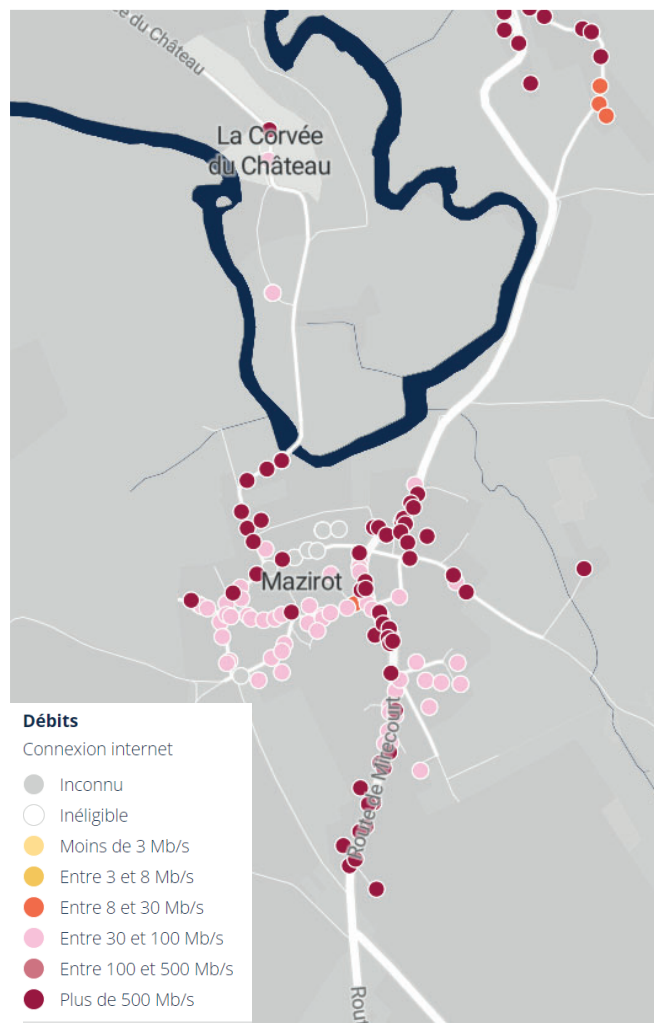 du Château
La Corvée
du Château
Mazirot
Route de Mirecourt
Débits
Connexion internet
Inconnu
Inéligible
Moins de 3 Mb/s
Entre 3 et 8 Mb/s
Entre 8 et 30 Mb/s
Entre 30 et 100 Mb/s
Entre 100 et 500 Mb/s
Plus de 500 Mb/s
Rout